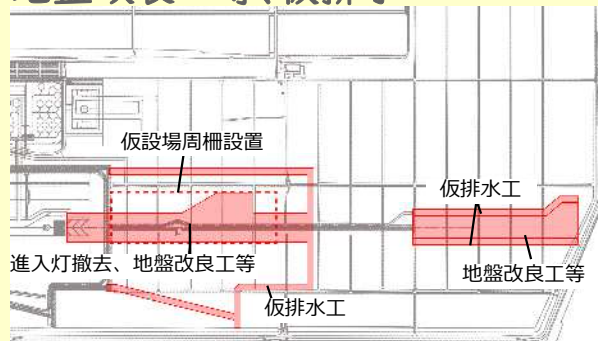 仮設場周柵設置
仮排水工
進入灯撤去、地盤改良工等
地盤改良工等
仮排水工